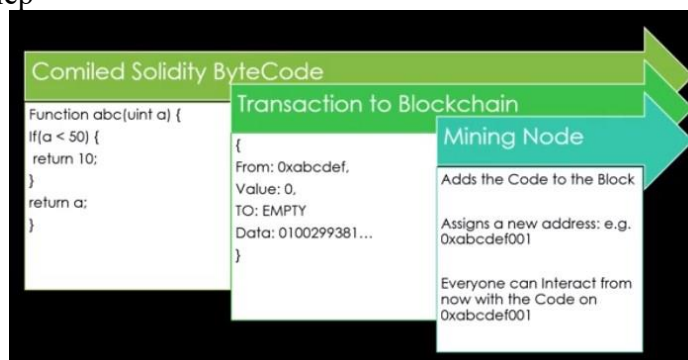 Comiled Solidity ByteCode
Function abc(uint a) {
If(a < 50) {
return 10;
}
return a;
}
Transaction to Blockchain
{
From: 0xabcdef,
Value: 0,
TO: EMPTY
Data: 0100299381...
}
Mining Node
Adds the Code to the Block
Assigns a new address: e.g.
0xabcdef001
Everyone can Interact from
now with the Code on
0xabcdef001